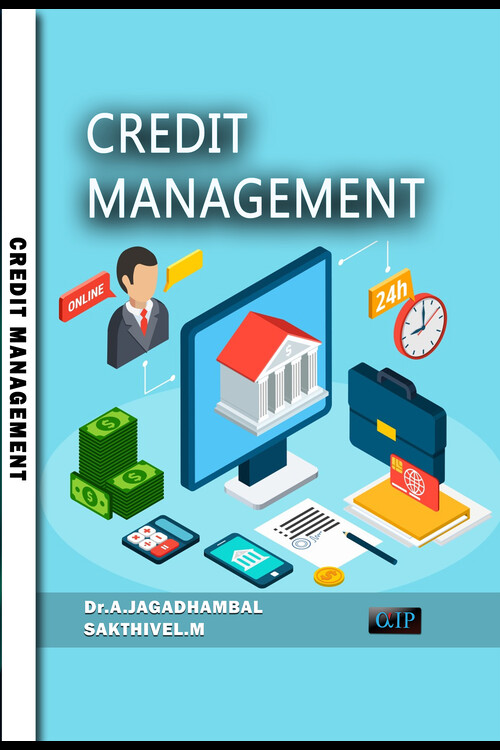 CREDIT
MANAGEMENT
CREDIT MANAGEMENT
ONLINE
24h
$
$
$
$
$
Dr.A.JAGADHAMBAL
SAKTHIVEL.M
αIP